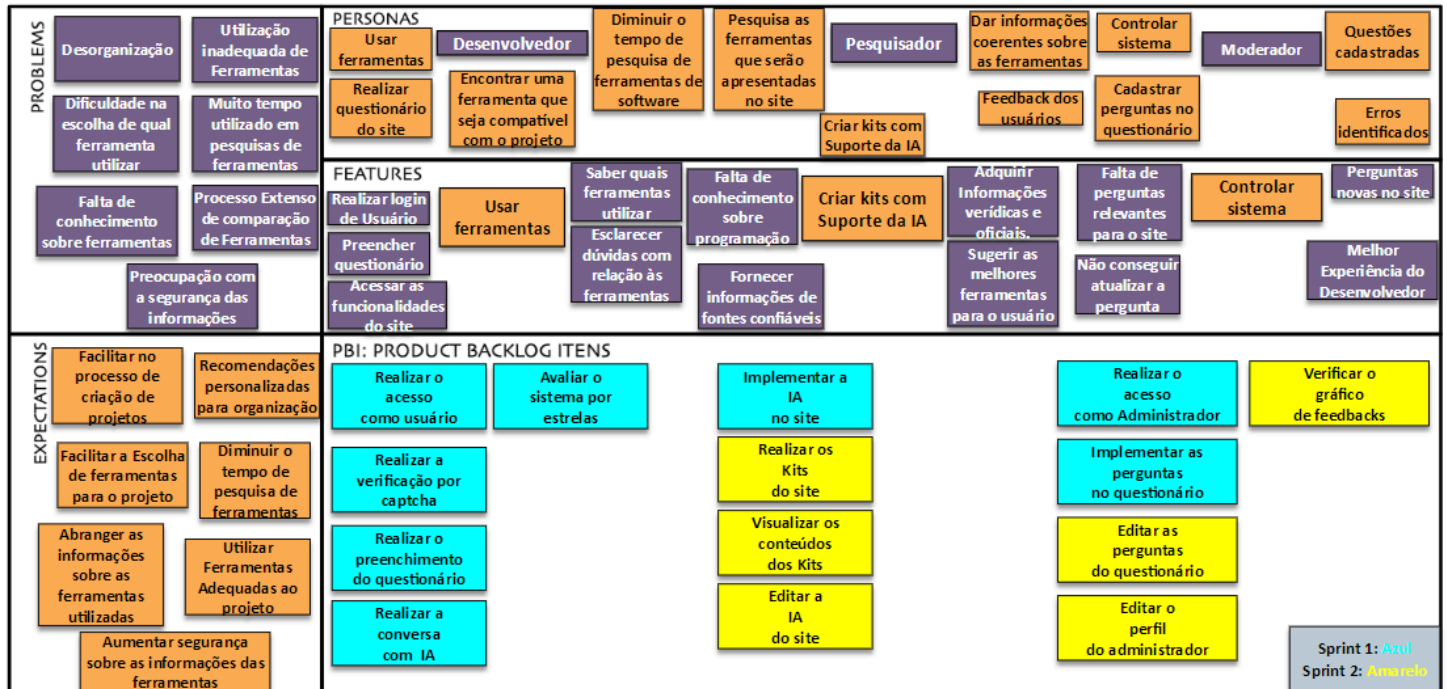 PROBLEMS
Desorganização
Utilização
inadequada de
Ferramentas
Dificuldade na
escolha de qual
ferramenta
utilizar
Muito tempo
utilizado em
pesquisas de
ferramentas
Falta de
conhecimento
sobre ferramentas
Processo Extenso
de comparação
de Ferramentas
Preocupação com
a segurança das
informações
PERSONAS
Usar
ferramentas
Realizar
questionário
do site
Desenvolvedor
Encontrar uma
ferramenta que
seja compatível
com o projeto
Diminuir o
tempo de
pesquisa de
ferramentas de
software
Pesquisa as
ferramentas
que serão
apresentadas
no site
Pesquisador
Criar kits com
Suporte da IA
Dar informações
coerentes sobre
as ferramentas
Feedback dos
usuários
Controlar
sistema
Cadastrar
perguntas no
questionário
Moderador
Questões
cadastradas
Erros
identificados
FEATURES
Realizar login
de Usuário
Preencher
questionário
Acessar as
funcionalidades
do site
Usar
ferramentas
Saber quais
ferramentas
utilizar
Esclarecer
dúvidas com
relação às
ferramentas
Falta de
conhecimento
sobre
programação
Fornecer
informações de
fontes confiáveis
Criar kits com
Suporte da IA
Adquirir
Informações
verídicas e
oficiais.
Sugerir as
melhores
ferramentas
para o usuário
Falta de
perguntas
relevantes
para o site
Não conseguir
atualizar a
pergunta
Controlar
sistema
Perguntas
novas no site
Melhor
Experiência do
Desenvolvedor
EXPECTATIONS
Facilitar no
processo de
criação de
projetos
Recomendações
personalizadas
para organização
Facilitar a Escolha
de ferramentas
para o projeto
Diminuir o
tempo de
pesquisa de
ferramentas
Abranger as
informações
sobre as
ferramentas
utilizadas
Utilizar
Ferramentas
Adequadas ao
projeto
Aumentar segurança
sobre as informações das
ferramentas
PBI: PRODUCT BACKLOG ITENS
Realizar o
acesso
como usuário
Avaliar o
sistema por
estrelas
Realizar a
verificação por
captcha
Realizar o
preenchimento
do questionário
Realizar a
conversa
com IA
Implementar a
IA
no site
Realizar os
Kits
do site
Visualizar os
conteúdos
dos Kits
Editar a
IA
do site
Realizar o
acesso
como Administrador
Verificar o
gráfico
de feedbacks
Implementar as
perguntas
no questionário
Editar as
perguntas
do questionário
Editar o
perfil
do administrador
Sprint 1: Azul
Sprint 2: Amarelo